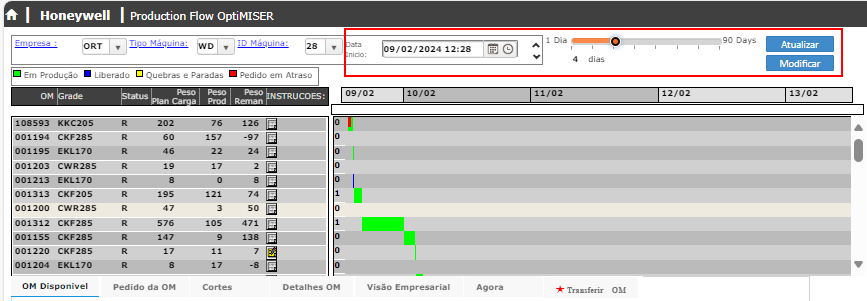 Honeywell Production Flow OptiMISER
Empresa : ORT Tipo Máquina: WD ID Máquina: 28
Data Inicio: 09/02/2024 12:28 1 Dia 90 Days Atualizar
4 dias Modificar
Em Produção Liberado Quebras e Paradas Pedido em Atraso
OM Grade Status Peso Plan Carga Peso Prod Peso Reman INSTRUCOES: 09/02 10/02 11/02 12/02 13/02
108593 KKC205 R 202 76 126 0
001194 CKF285 R 60 157 -97 0
001195 EKL170 R 46 22 24 0
001203 CWR285 R 19 17 2 0
001213 EKL170 R 8 0 8 0
001313 CKF205 R 195 121 74 1
001200 CWR285 R 47 3 50 0
001312 CKF285 R 576 105 471 1
001155 CKF285 R 147 9 138 0
001220 CKF285 R 17 11 7 0
001204 EKL170 R 8 17 -8 0
OM Disponivel Pedido da OM Cortes Detalhes OM Visão Empresarial Agora Transferir OM